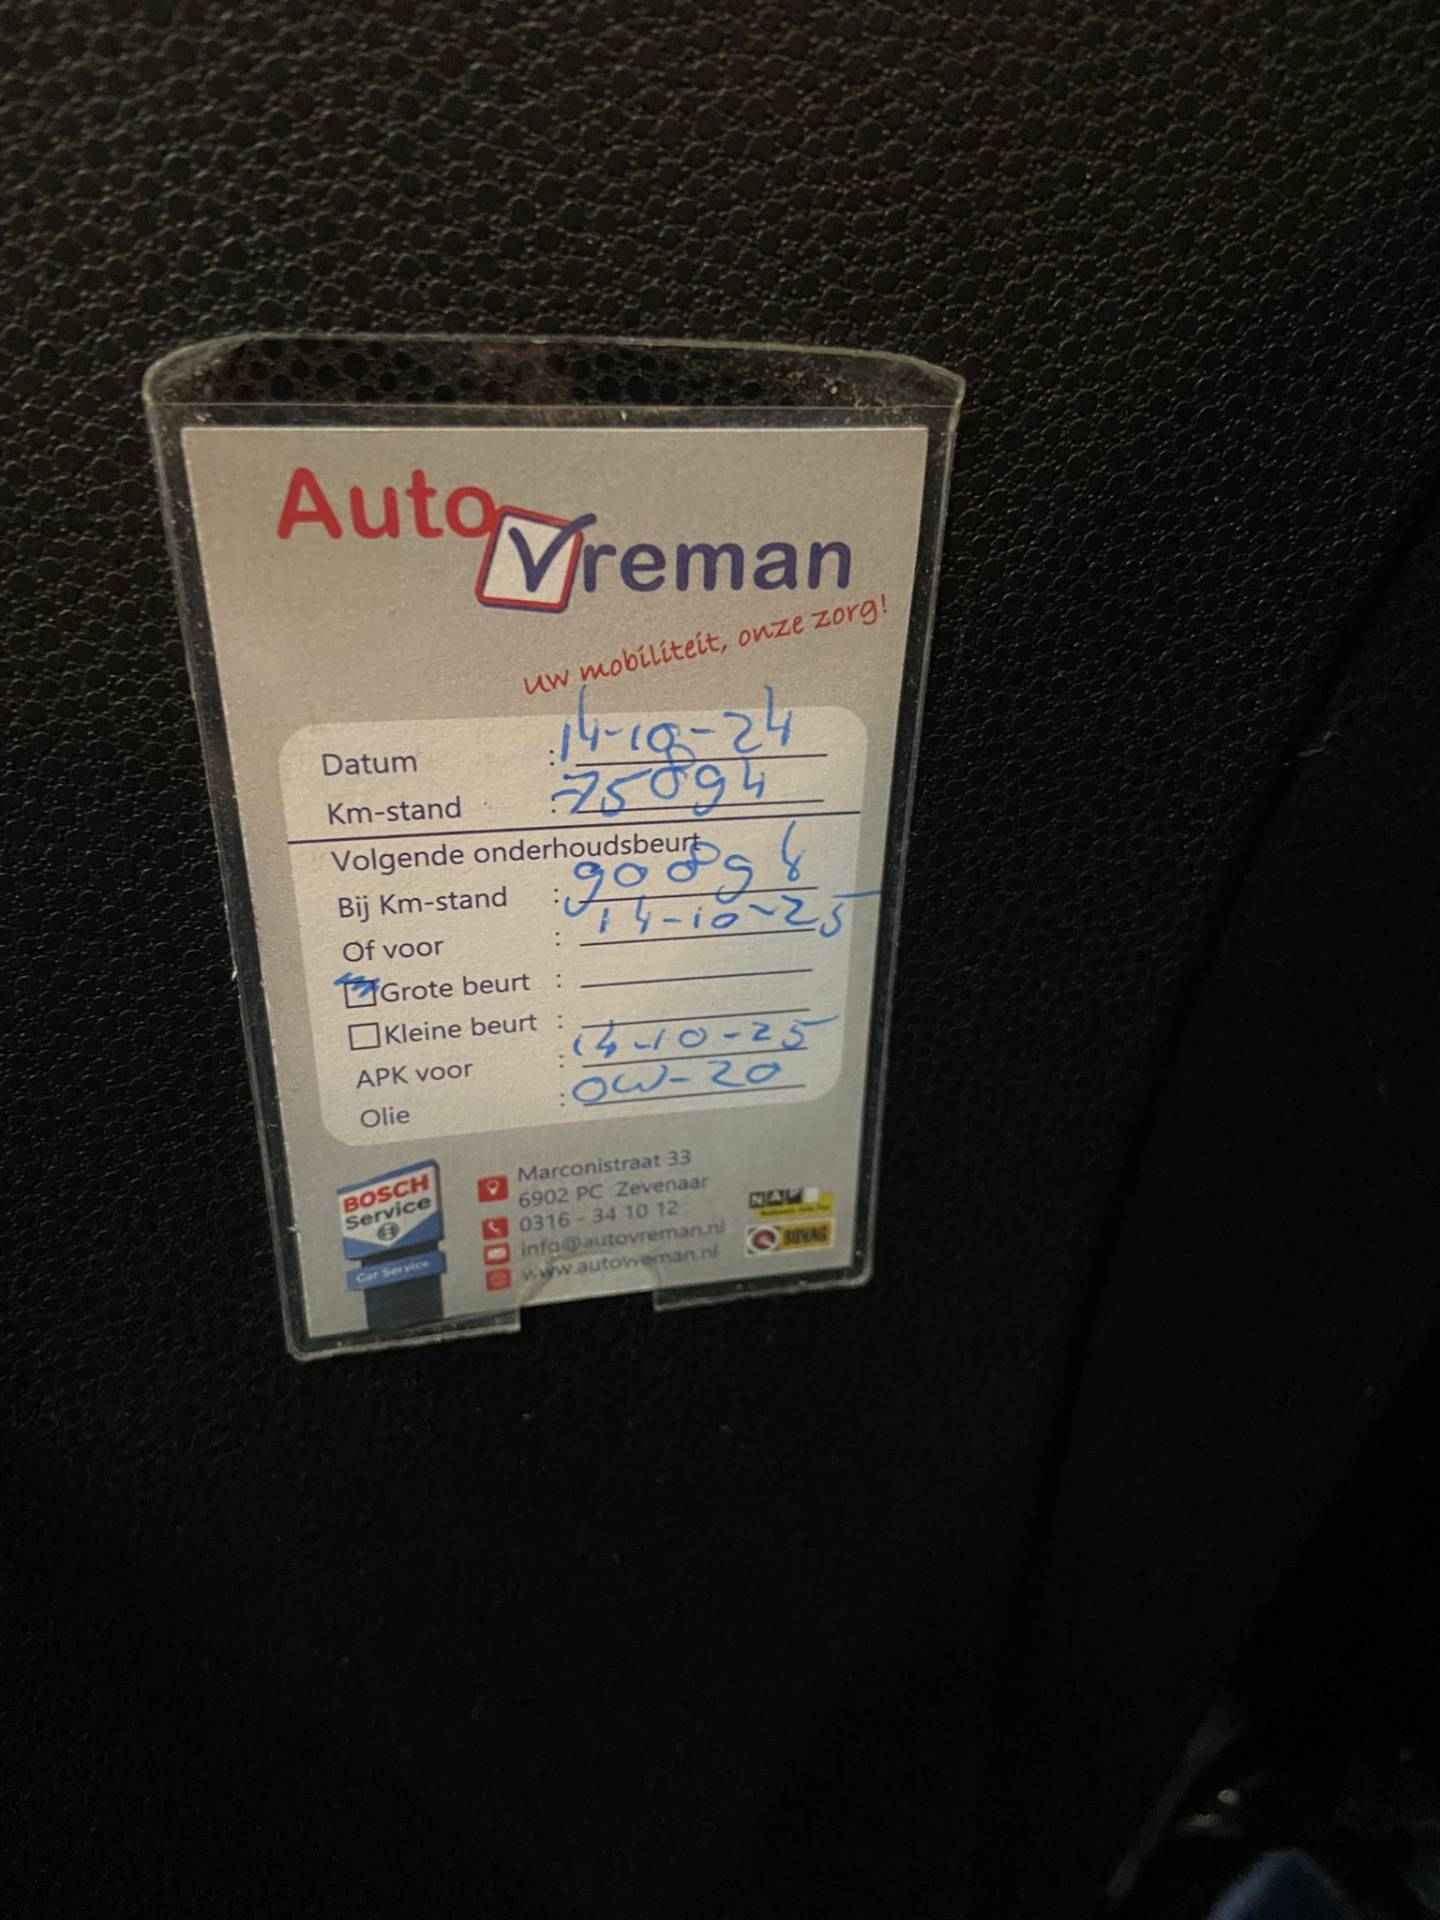 Auto Vreman
uw mobiliteit, onze zorg!
Datum : 14-10-24
Km-stand : 75894
Volgende onderhoudsbeurt
Bij Km-stand : 90894
Of voor : 14-10-25
Grote beurt :
Kleine beurt :
APK voor : 14-10-25
Olie : 0W-20
BOSCH
Service
Car Service
Marconistraat 33
6902 PC Zevenaar
0316 - 34 10 12
info@autovreman.nl
www.autovreman.nl
NAP
BOVAG